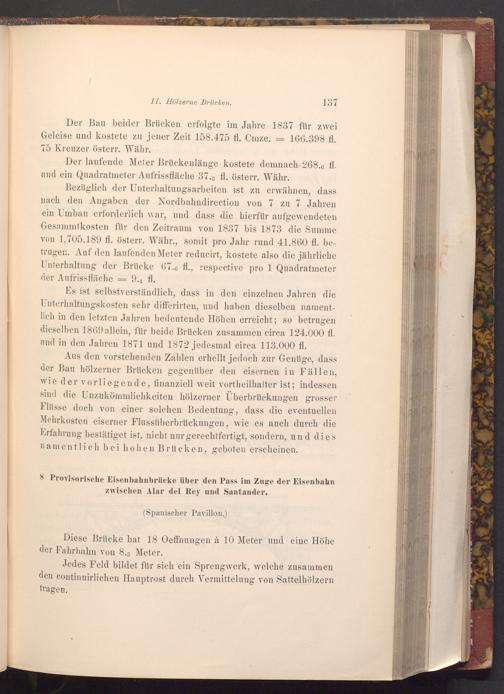 II. Hölzerne Brücken. 137
Der Bau beider Brücken erfolgte im Jahre 1837 für zwei
Geleise und kostete zu jener Zeit 158.475 fl. Cmze. = 166.398 fl.
75 Kreuzer österr. Währ.
Der laufende Meter Brückenlänge kostete demnach 268.6 fl.
und ein Quadratmeter Aufrissfläche 37.3 fl. österr. Währ.
Bezüglich der Unterhaltungsarbeiten ist zu erwähnen, dass
nach den Angaben der Nordbahndirection von 7 zu 7 Jahren
ein Umbau erforderlich war, und dass die hierfür aufgewendeten
Gesammtkosten für den Zeitraum von 1837 bis 1873 die Summe
von 1,705.189 fl. österr. Währ., somit pro Jahr rund 41.860 fl. be-
tragen. Auf den laufenden Meter reducirt, kostete also die jährliche
Unterhaltung der Brücke 67.6 fl., respective pro 1 Quadratmeter
der Aufrissfläche = 9.4 fl.
Es ist selbstverständlich, dass in den einzelnen Jahren die
Unterhaltungskosten sehr differirten, und haben dieselben nament-
lich in den letzten Jahren bedeutende Höhen erreicht; so betrugen
dieselben 1869 allein, für beide Brücken zusammen circa 124.000 fl.
und in den Jahren 1871 und 1872 jedesmal circa 113.000 fl.
Aus den vorstehenden Zahlen erhellt jedoch zur Genüge, dass
der Bau hölzerner Brücken gegenüber den eisernen in Fällen,
wie der vorliegende, finanziell weit vortheilhafter ist; indessen
sind die Unzukömmlichkeiten hölzerner Überbrückungen grosser
Flüsse doch von einer solchen Bedeutung, dass die eventuellen
Mehrkosten eiserner Flussüberbrückungen, wie es auch durch die
Erfahrung bestätiget ist, nicht nur gerechtfertigt, sondern, und dies
namentlich bei hohen Brücken, geboten erscheinen.
8 Provisorische Eisenbahnbrücke über den Pass im Zuge der Eisenbahn
zwischen Alar del Rey und Santander.
(Spanischer Pavillon.)
Diese Brücke hat 18 Oeffnungen à 10 Meter und eine Höhe
der Fahrbahn von 8.3 Meter.
Jedes Feld bildet für sich ein Sprengwerk, welche zusammen
den continuirlichen Hauptrost durch Vermittelung von Sattelhölzern
tragen.